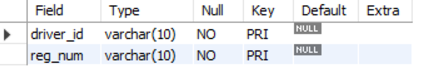 Field Type Null Key Default Extra
driver_id varchar(10) NO PRI NULL
reg_num varchar(10) NO PRI NULL